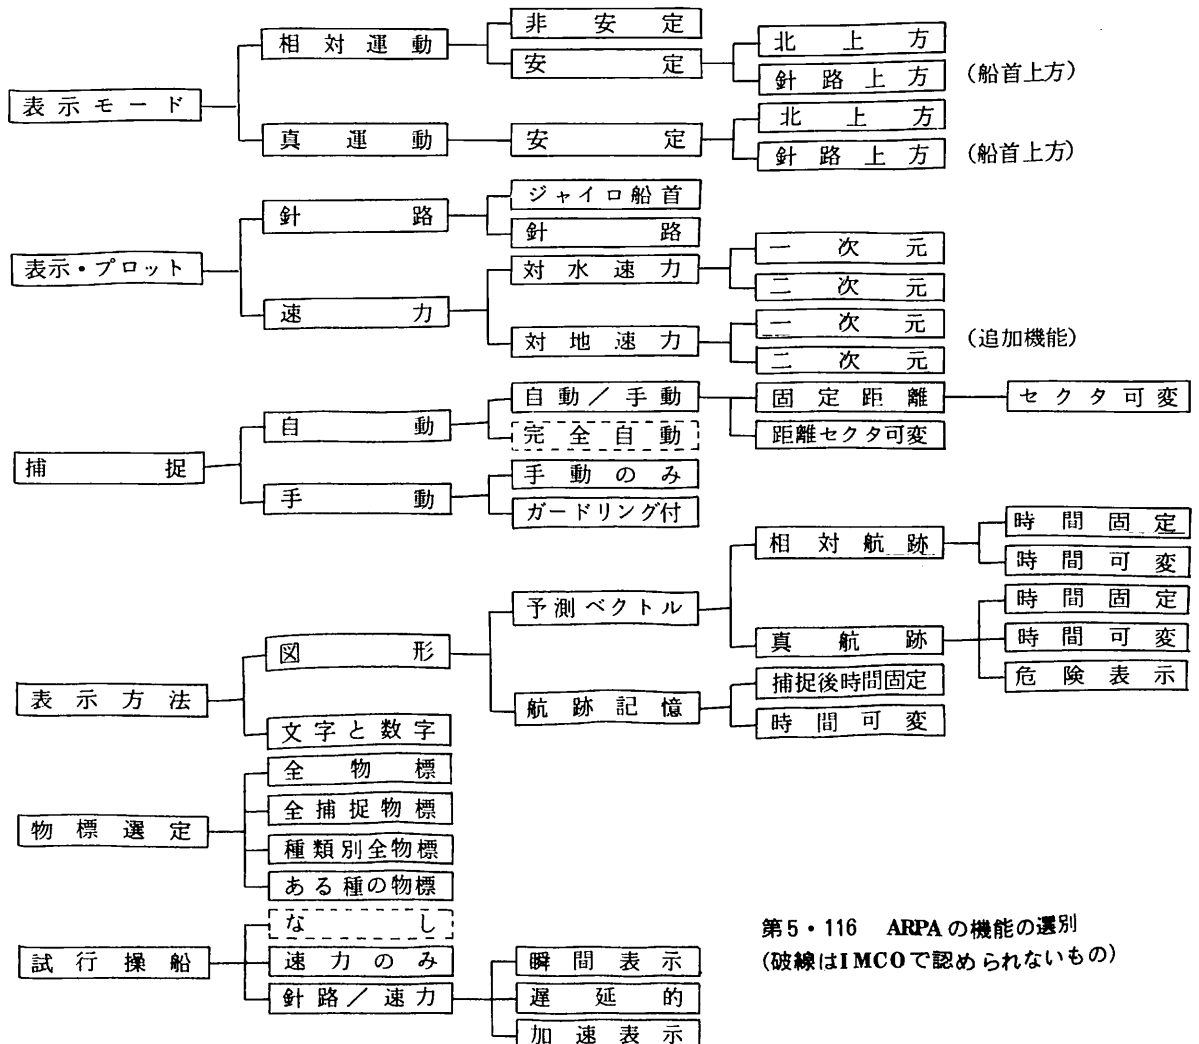 表示モード
相対運動
非安定
安定
北上方
針路上方
(船首上方)
真運動
安定
北上方
針路上方
(船首上方)
表示・プロット
針路
ジャイロ船首
針路
速力
対水速力
一次元
二次元
対地速力
一次元
二次元
(追加機能)
捕捉
自動
自動/手動
固定距離
セクタ可変
距離セクタ可変
完全自動
手動
手動のみ
ガードリング付
表示方法
図形
予測ベクトル
相対航跡
時間固定
時間可変
真航跡
時間固定
時間可変
危険表示
航跡記憶
捕捉後時間固定
時間可変
文字と数字
物標選定
全物標
全捕捉物標
種類別全物標
ある種の物標
試行操船
なし
速力のみ
針路/速力
瞬間表示
遅延的
加速表示
第5・116 ARPAの機能の選別
(破線はIMCOで認められないもの)